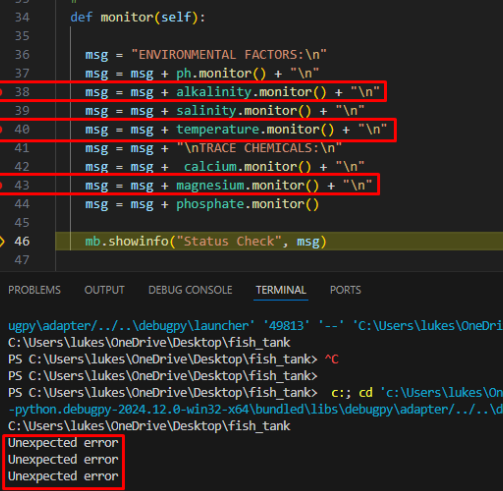 34 def monitor(self):
35
36 msg = "ENVIRONMENTAL FACTORS:\n"
37 msg = msg + ph.monitor() + "\n"
38 msg = msg + alkalinity.monitor() + "\n"
39 msg = msg + salinity.monitor() + "\n"
40 msg = msg + temperature.monitor() + "\n"
41 msg = msg + "\nTRACE CHEMICALS:\n"
42 msg = msg +  calcium.monitor() + "\n"
43 msg = msg + magnesium.monitor() + "\n"
44 msg = msg + phosphate.monitor()
45
46 mb.showinfo("Status Check", msg)
47
PROBLEMS OUTPUT DEBUG CONSOLE TERMINAL PORTS
ugpy\adapter/../..\debugpy\launcher' '49813' '--' 'C:\Users\lukes\OneDri
C:\Users\lukes\OneDrive\Desktop\fish_tank
PS C:\Users\lukes\OneDrive\Desktop\fish_tank> ^C
PS C:\Users\lukes\OneDrive\Desktop\fish_tank>
PS C:\Users\lukes\OneDrive\Desktop\fish_tank>  c:; cd 'c:\Users\lukes\On
-python.debugpy-2024.12.0-win32-x64\bundled\libs\debugpy\adapter/../..\d
C:\Users\lukes\OneDrive\Desktop\fish_tank
Unexpected error
Unexpected error
Unexpected error